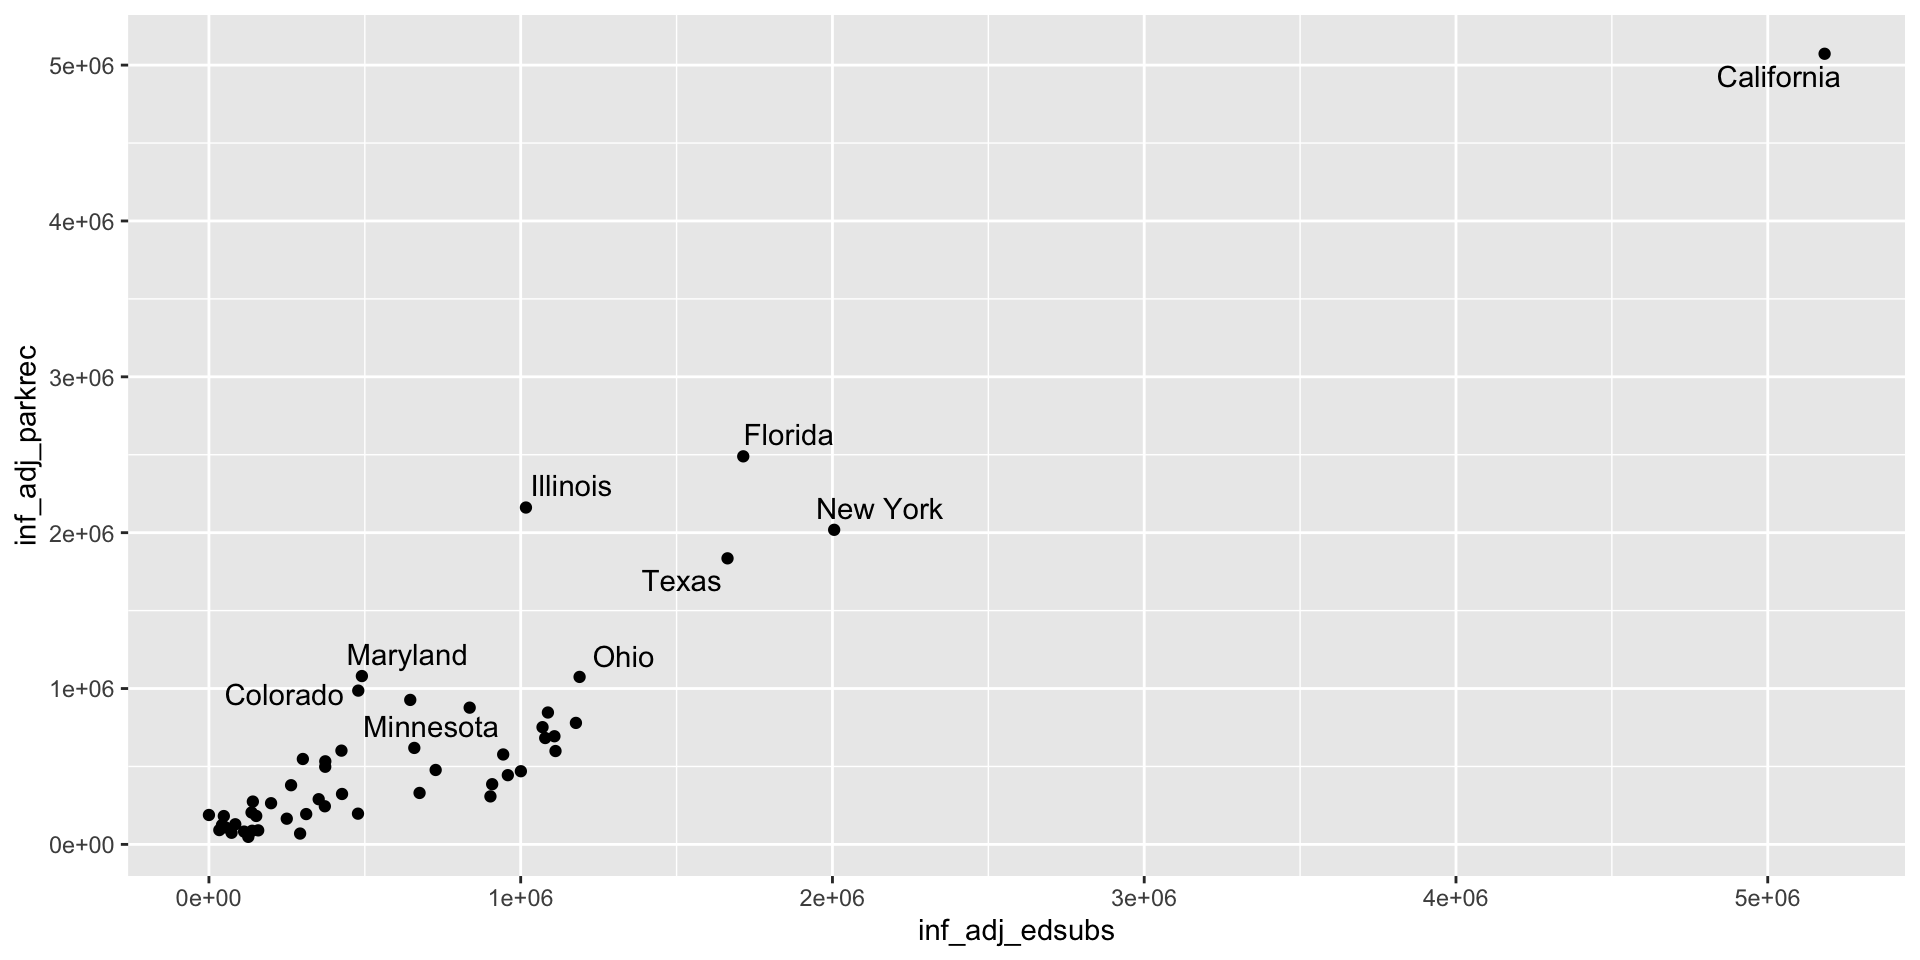 5e+06
California
4e+06
inf_adj_parkrec
3e+06
Florida
Illinois
New York
2e+06
Texas
Maryland
Ohio
Colorado
1e+06
Minnesota
0e+00
0e+00 1e+06 2e+06 3e+06 4e+06 5e+06
inf_adj_edsubs